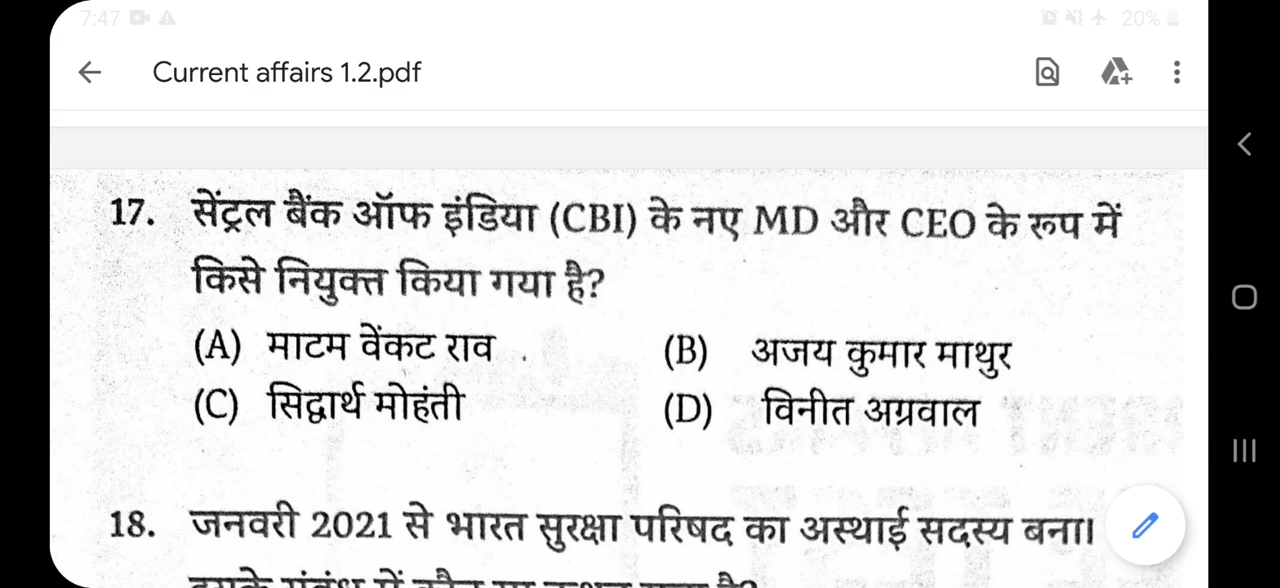 7:47
20%
Current affairs 1.2.pdf
17. सेंट्रल बैंक ऑफ इंडिया (CBI) के नए MD और CEO के रूप में
किसे नियुक्त किया गया है?
(A) माटम वेंकट राव (B) अजय कुमार माथुर
(C) सिद्वार्थ मोहंती (D) विनीत अग्रवाल
18. जनवरी 2021 से भारत सुरक्षा परिषद का अस्थाई सदस्य बना।